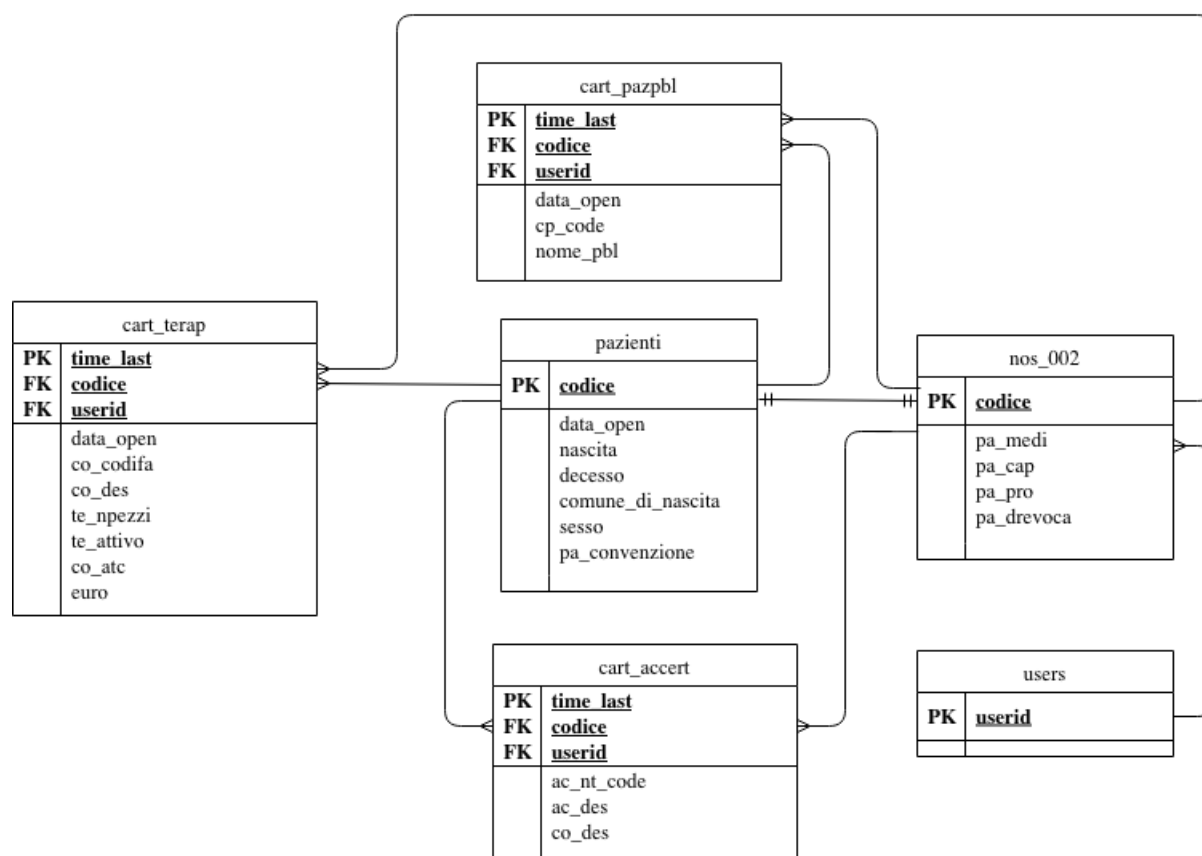 cart_pazpbl
PK time_last
FK codice
FK userid
data_open
cp_code
nome_pbl
cart_terap
PK time_last
FK codice
FK userid
data_open
co_codifa
co_des
te_npezzi
te_attivo
co_atc
euro
pazienti
PK codice
data_open
nascita
decesso
comune_di_nascita
sesso
pa_convenzione
nos_002
PK codice
pa_medi
pa_cap
pa_pro
pa_drevoca
cart_accert
PK time_last
FK codice
FK userid
ac_nt_code
ac_des
co_des
users
PK userid